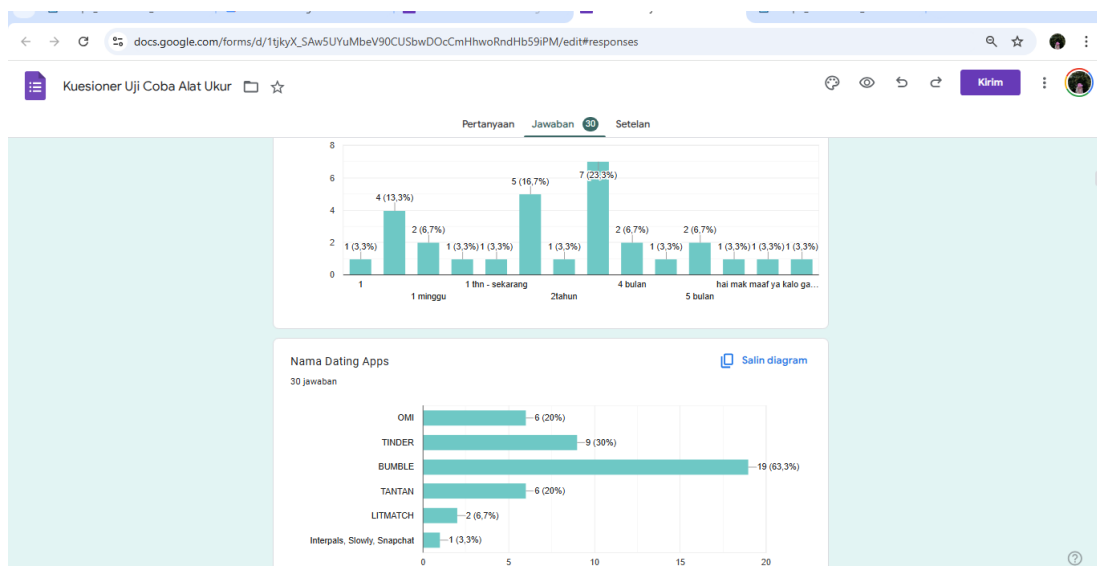 docs.google.com/forms/d/1tjkyX_SAw5UYuMbeV90CUSbwDOcCmHhwoRndHb59iPM/edit#responses
Kuesioner Uji Coba Alat Ukur
Kirim
Pertanyaan Jawaban 30 Setelan
8
6
4
2
0
1 (3,3%)
4 (13,3%)
2 (6,7%)
1 (3,3%)
1 (3,3%)
5 (16,7%)
1 (3,3%)
7 (23,3%)
2 (6,7%)
1 (3,3%)
2 (6,7%)
1 (3,3%)
1 (3,3%)
1 (3,3%)
1
1 minggu
1 thn - sekarang
2tahun
4 bulan
5 bulan
hai mak maaf ya kalo ga...
Nama Dating Apps
Salin diagram
30 jawaban
OMI 6 (20%)
TINDER 9 (30%)
BUMBLE 19 (63,3%)
TANTAN 6 (20%)
LITMATCH 2 (6,7%)
Interpals, Slowly, Snapchat 1 (3,3%)
0 5 10 15 20